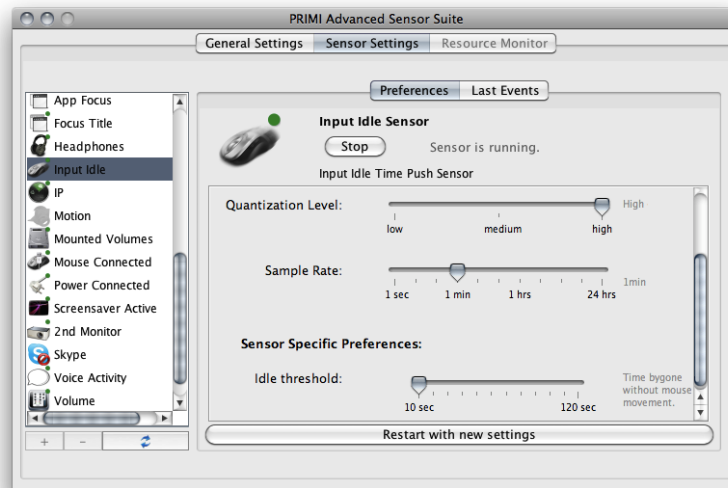 PRIMI Advanced Sensor Suite
General Settings
Sensor Settings
Resource Monitor
App Focus
Focus Title
Headphones
Input Idle
IP
Motion
Mounted Volumes
Mouse Connected
Power Connected
Screensaver Active
2nd Monitor
Skype
Voice Activity
Volume
+
-
Preferences
Last Events
Input Idle Sensor
Stop
Sensor is running.
Input Idle Time Push Sensor
Quantization Level:
High
low
medium
high
Sample Rate:
1min
1 sec
1 min
1 hrs
24 hrs
Sensor Specific Preferences:
Idle threshold:
10 sec
120 sec
Time bygone
without mouse
movement.
Restart with new settings